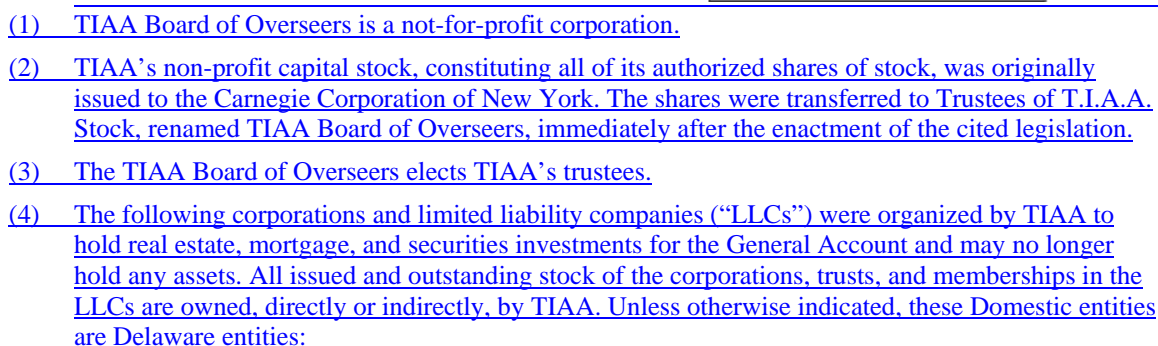 (1) TIAA Board of Overseers is a not-for-profit corporation.
(2) TIAA’s non-profit capital stock, constituting all of its authorized shares of stock, was originally
issued to the Carnegie Corporation of New York. The shares were transferred to Trustees of T.I.A.A.
Stock, renamed TIAA Board of Overseers, immediately after the enactment of the cited legislation.
(3) The TIAA Board of Overseers elects TIAA’s trustees.
(4) The following corporations and limited liability companies (“LLCs”) were organized by TIAA to
hold real estate, mortgage, and securities investments for the General Account and may no longer
hold any assets. All issued and outstanding stock of the corporations, trusts, and memberships in the
LLCs are owned, directly or indirectly, by TIAA. Unless otherwise indicated, these Domestic entities
are Delaware entities: